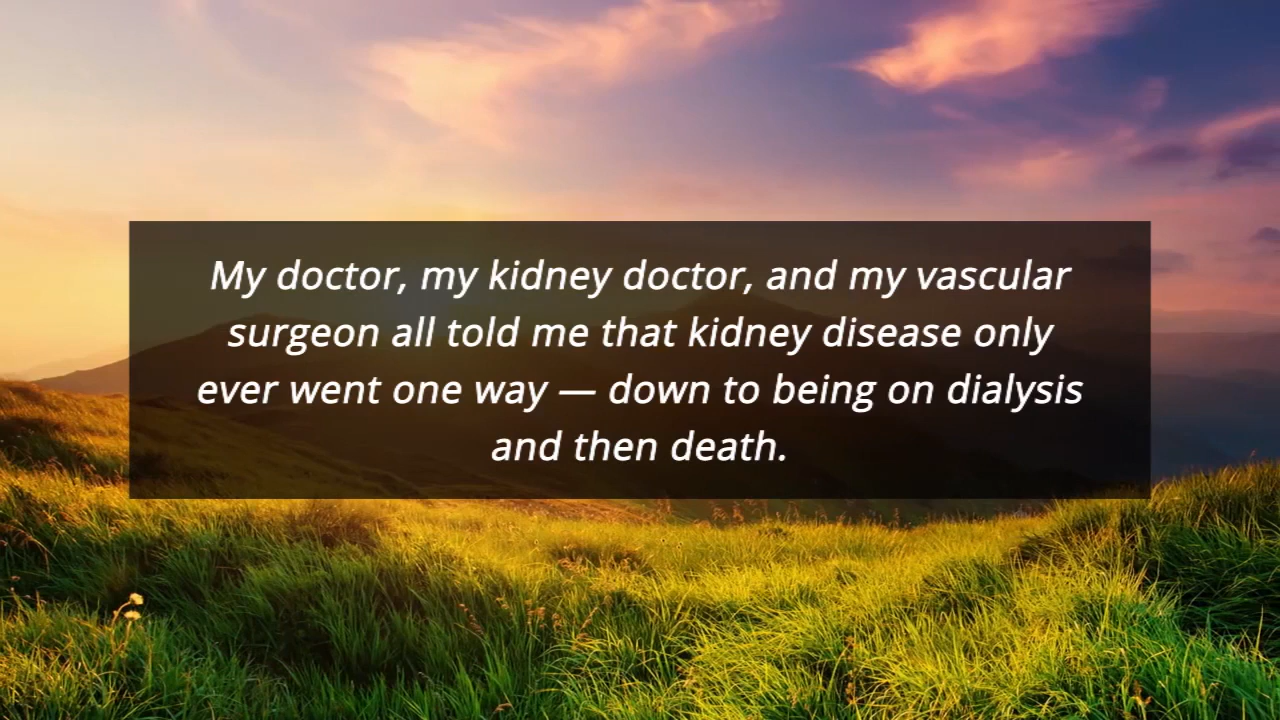 My doctor, my kidney doctor, and my vascular
surgeon all told me that kidney disease only
ever went one way — down to being on dialysis
and then death.